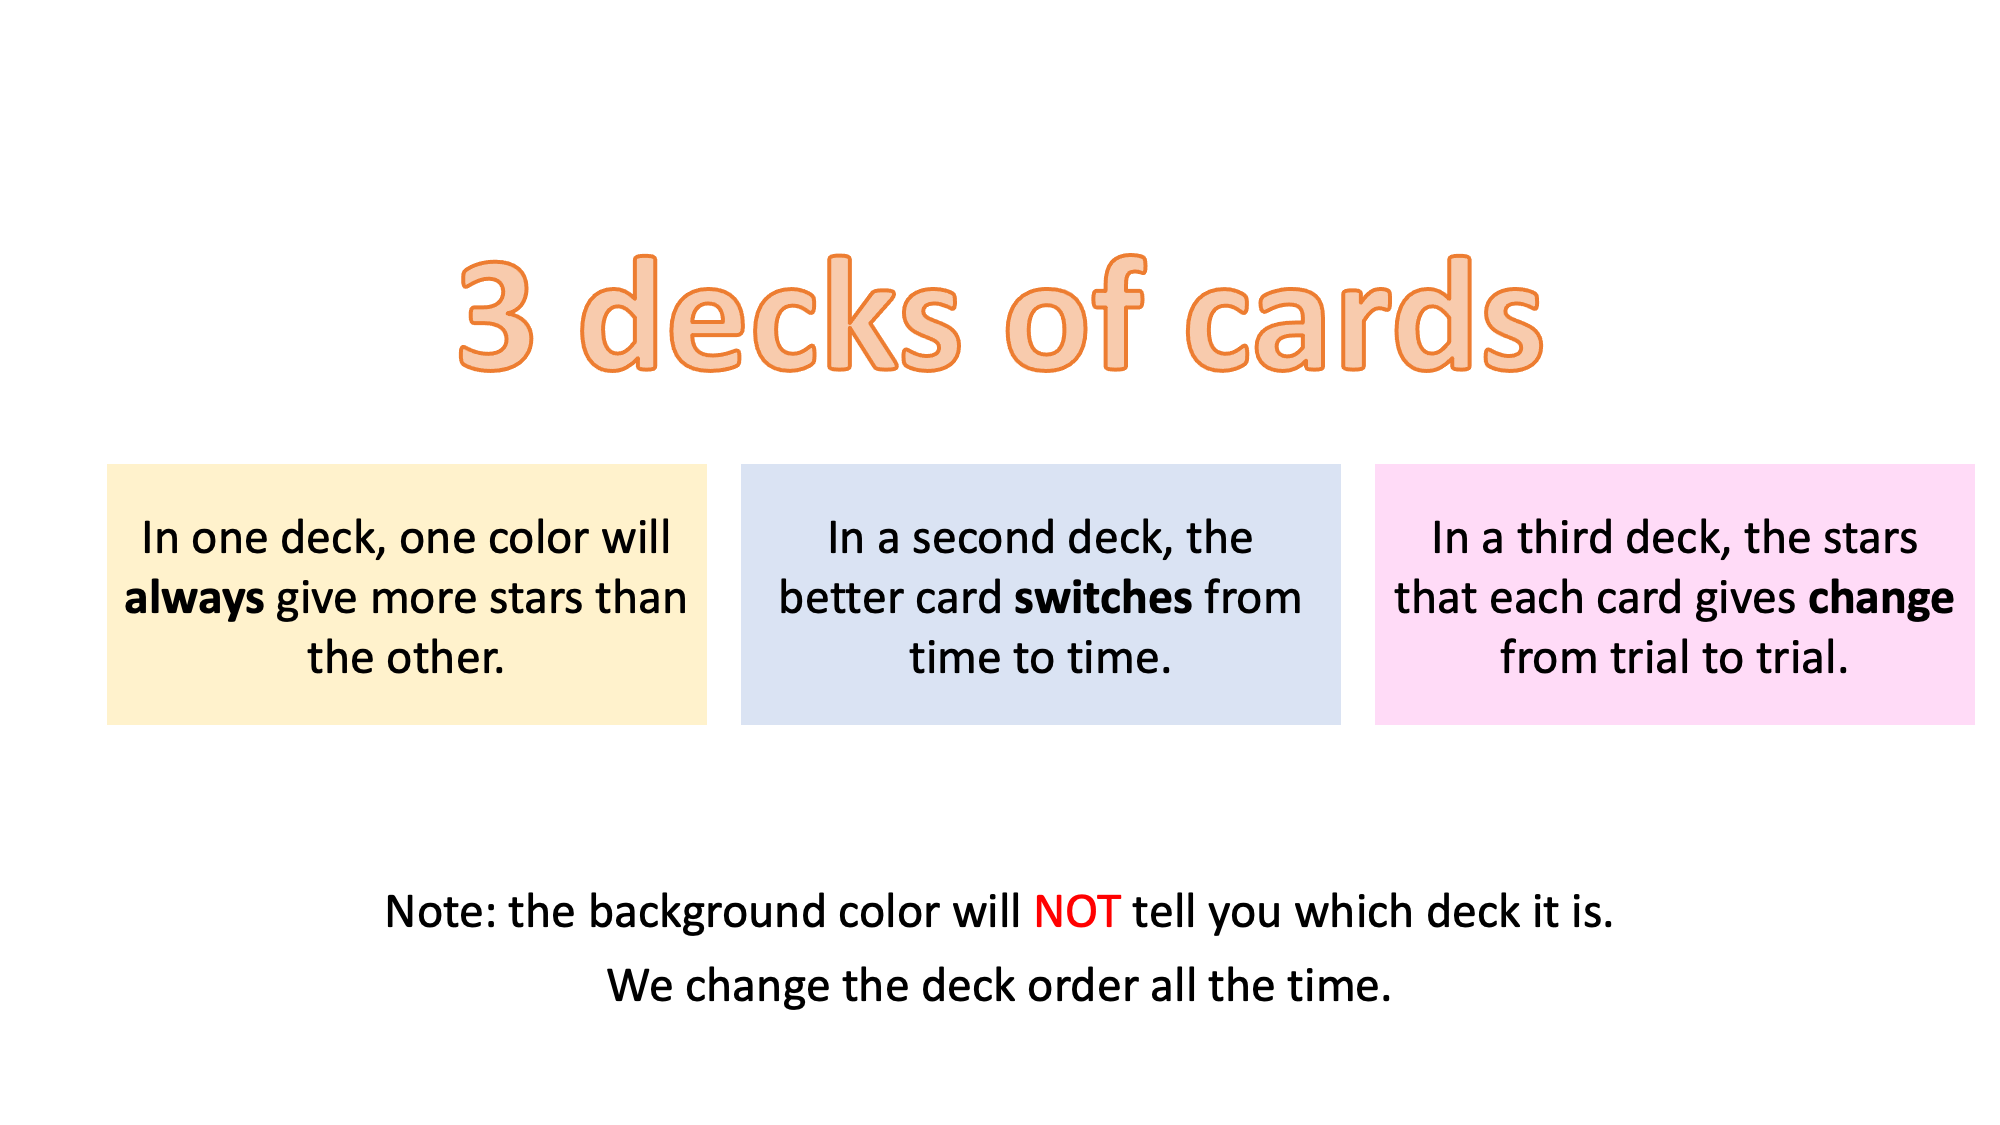 3 decks of cards
In one deck, one color will
always give more stars than
the other.
In a second deck, the
better card switches from
time to time.
In a third deck, the stars
that each card gives change
from trial to trial.
Note: the background color will NOT tell you which deck it is.
We change the deck order all the time.